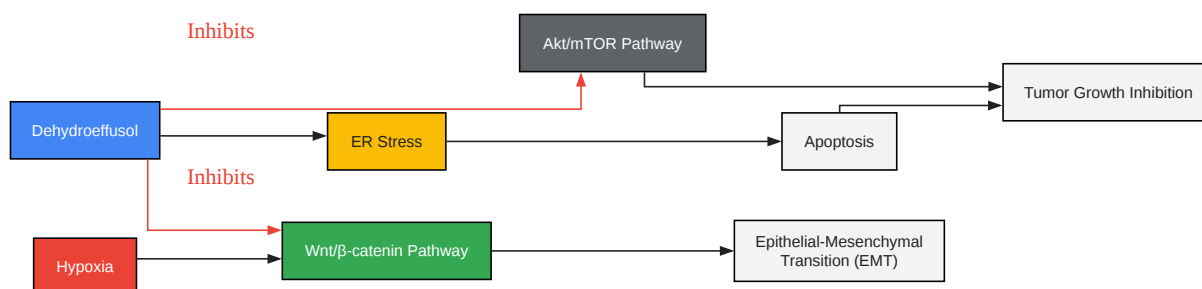 Inhibits
Akt/mTOR Pathway
Tumor Growth Inhibition
Dehydroeffusol
ER Stress
Apoptosis
Inhibits
Wnt/β-catenin Pathway
Epithelial-Mesenchymal
Transition (EMT)
Hypoxia